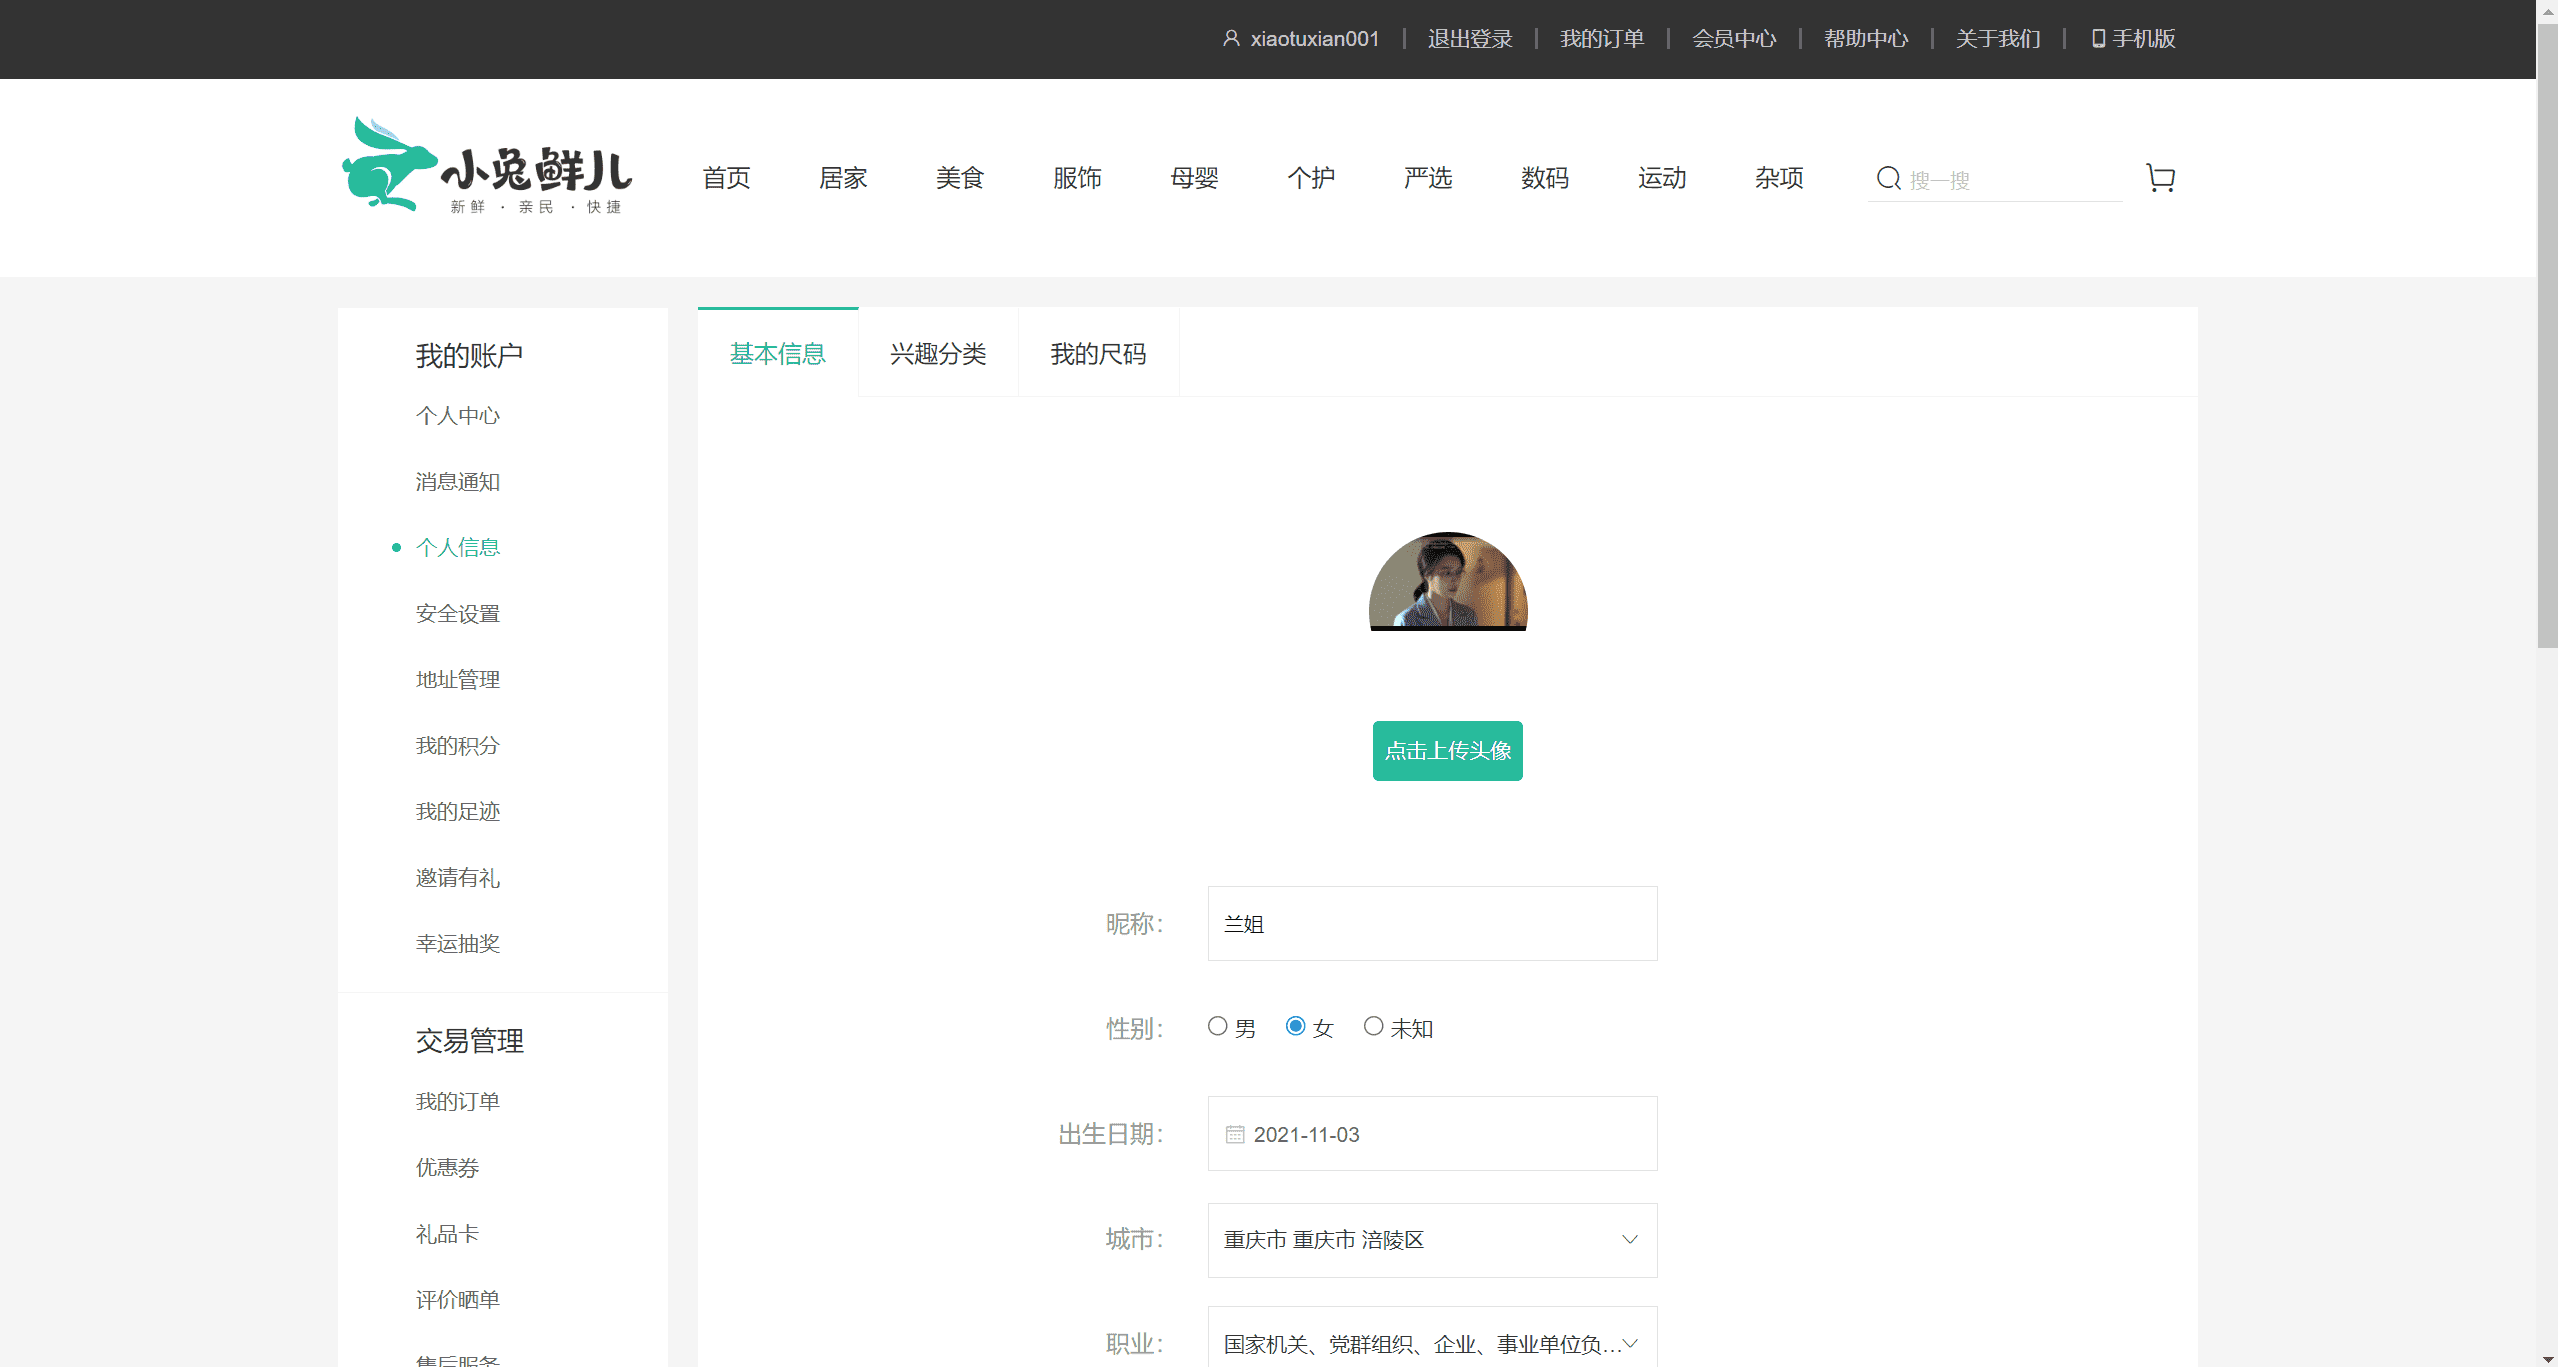 xiaotuxian001 退出登录 我的订单 会员中心 帮助中心 关于我们 手机版
小兔鲜儿
新鲜 · 亲民 · 快捷
首页 居家 美食 服饰 母婴 个护 严选 数码 运动 杂项 搜一搜
我的账户
个人中心
消息通知
个人信息
安全设置
地址管理
我的积分
我的足迹
邀请有礼
幸运抽奖
交易管理
我的订单
优惠券
礼品卡
评价晒单
售后服务
基本信息 兴趣分类 我的尺码
点击上传头像
昵称： 兰姐
性别： 男 女 未知
出生日期： 2021-11-03
城市： 重庆市 重庆市 涪陵区
职业： 国家机关、党群组织、企业、事业单位负...